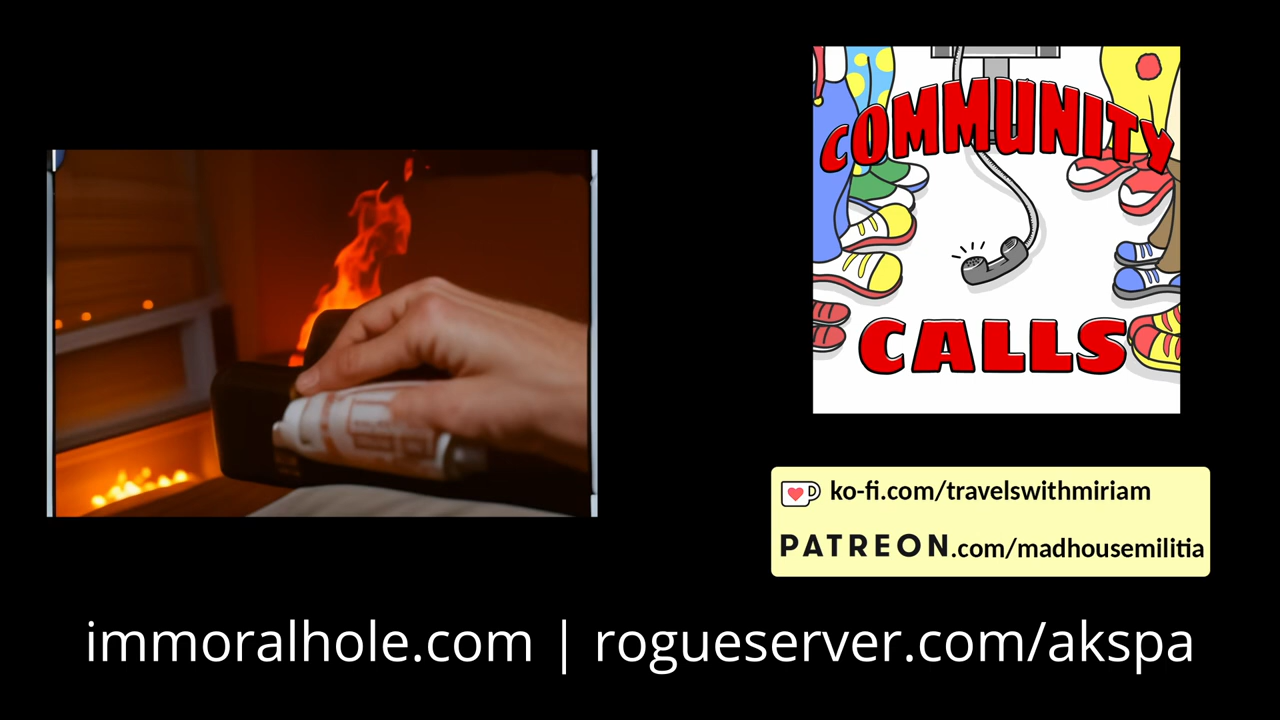 COMMUNITY
CALLS
ko-fi.com/travelswithmiriam
PATREON.com/madhousemilitia
immoralhole.com | rogueserver.com/akspa